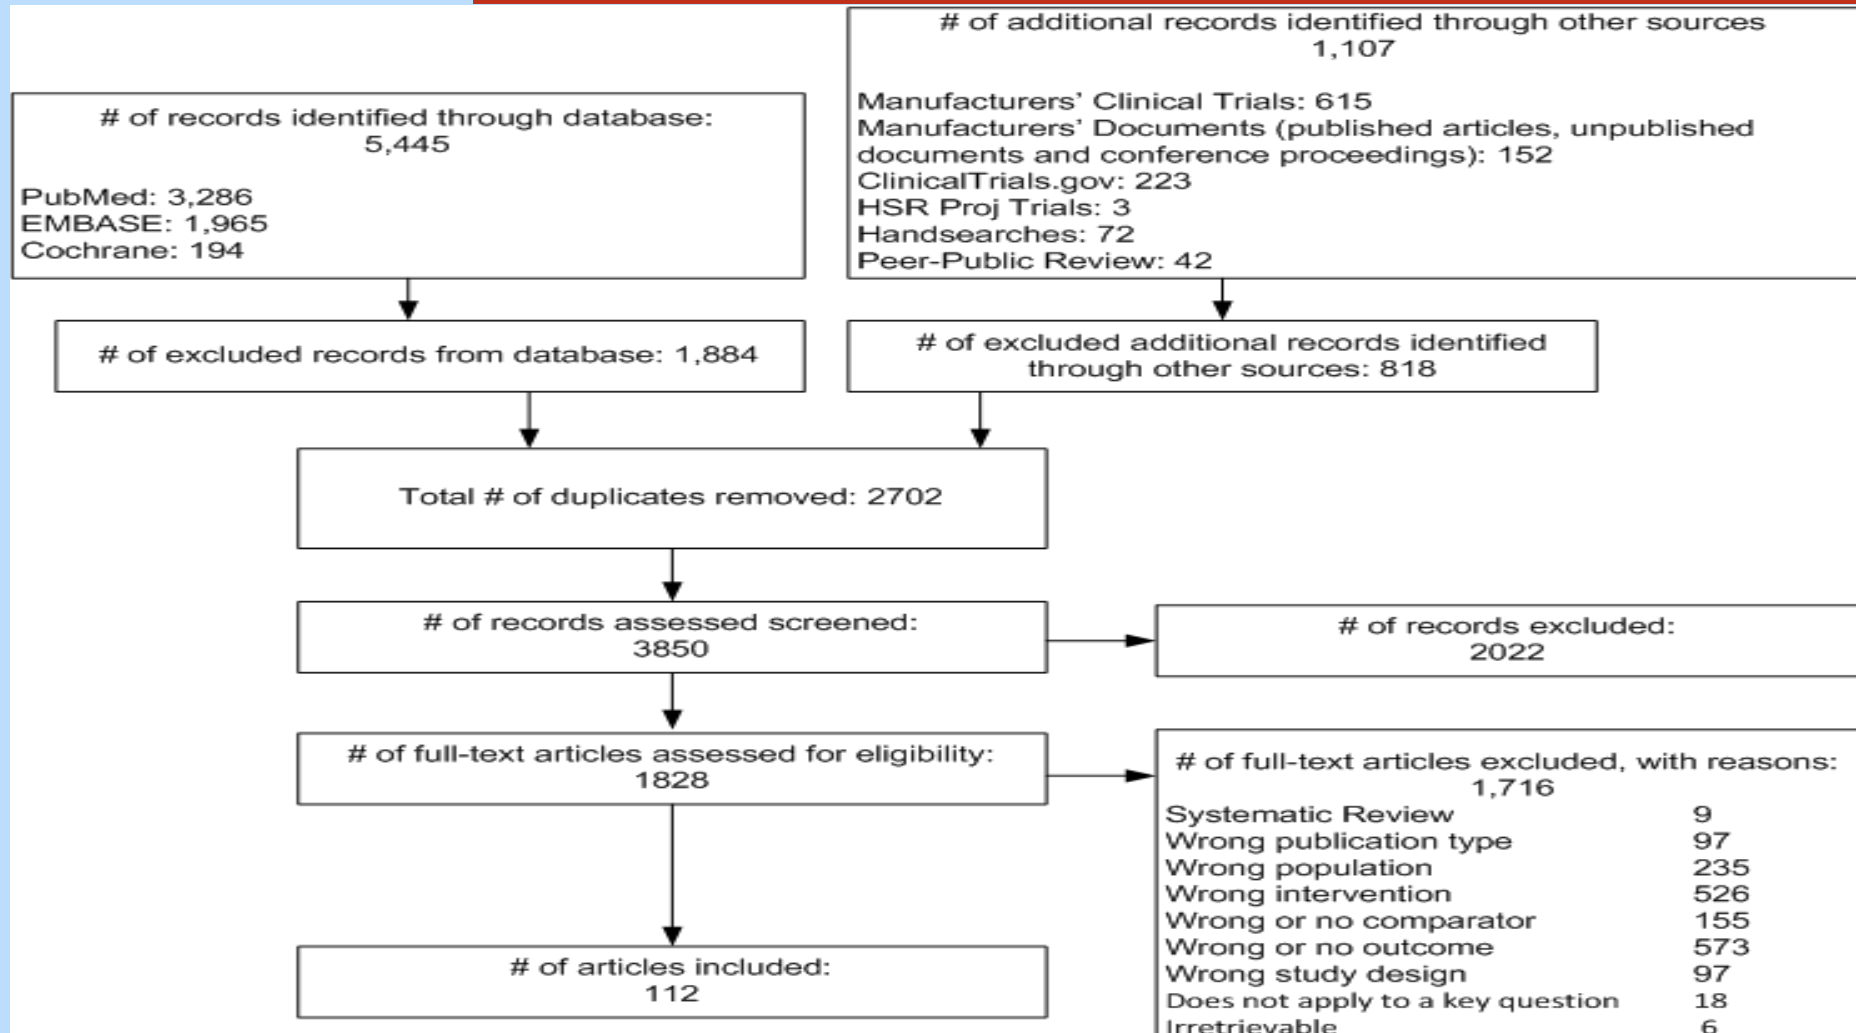 # of additional records identified through other sources
1,107
Manufacturers’ Clinical Trials: 615
Manufacturers’ Documents (published articles, unpublished
documents and conference proceedings): 152
ClinicalTrials.gov: 223
HSR Proj Trials: 3
Handsearches: 72
Peer-Public Review: 42
# of records identified through database:
5,445
PubMed: 3,286
EMBASE: 1,965
Cochrane: 194
# of excluded records from database: 1,884
# of excluded additional records identified
through other sources: 818
Total # of duplicates removed: 2702
# of records assessed screened:
3850
# of records excluded:
2022
# of full-text articles assessed for eligibility:
1828
# of full-text articles excluded, with reasons:
1,716
Systematic Review 9
Wrong publication type 97
Wrong population 235
Wrong intervention 526
Wrong or no comparator 155
Wrong or no outcome 573
Wrong study design 97
Does not apply to a key question 18
Irretrievable 6
# of articles included:
112